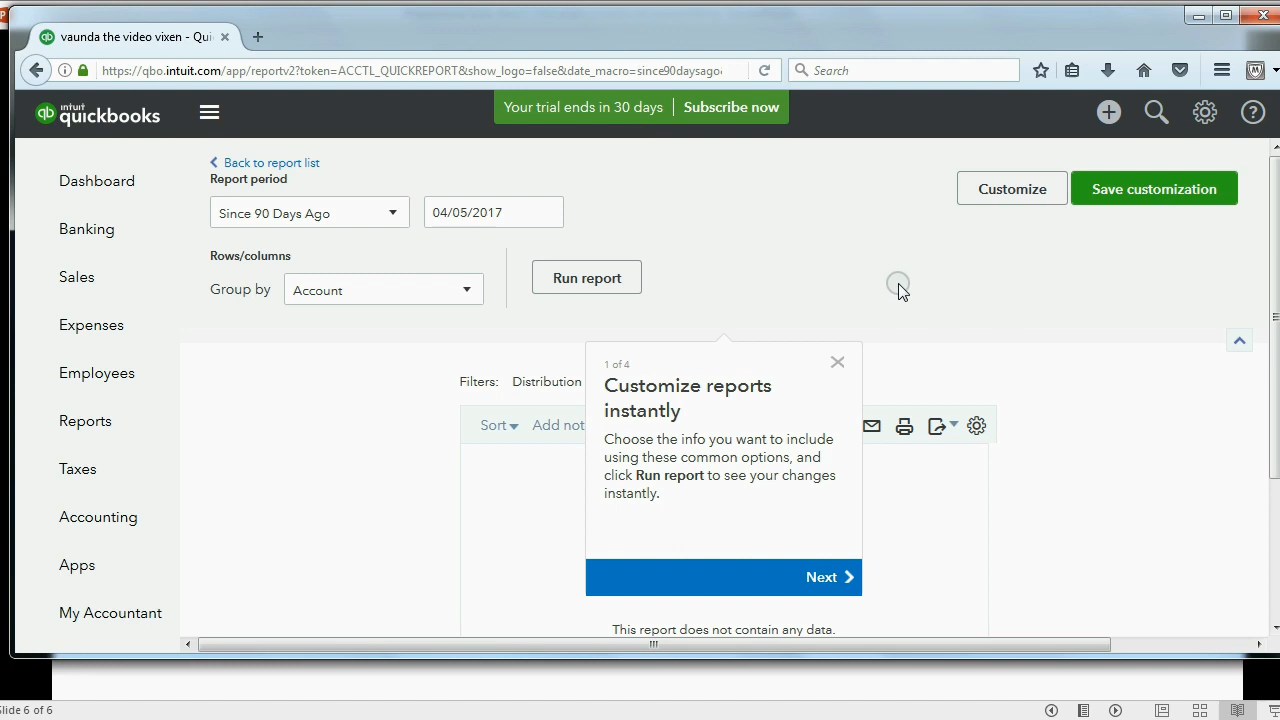 vaunda the video vixen - Qui
https://qbo.intuit.com/app/reportv2?token=ACCTL_QUICKREPORT&show_logo=false&date_macro=since90daysago
Search
intuit
quickbooks
qb
Your trial ends in 30 days
Subscribe now
Dashboard
Banking
Sales
Expenses
Employees
Reports
Taxes
Accounting
Apps
My Accountant
Back to report list
Report period
Since 90 Days Ago
04/05/2017
Customize
Save customization
Rows/columns
Group by
Account
Run report
Filters: Distribution
Sort
Add not
1 of 4
Customize reports
instantly
Choose the info you want to include
using these common options, and
click Run report to see your changes
instantly.
Next
This report does not contain any data.
Slide 6 of 6